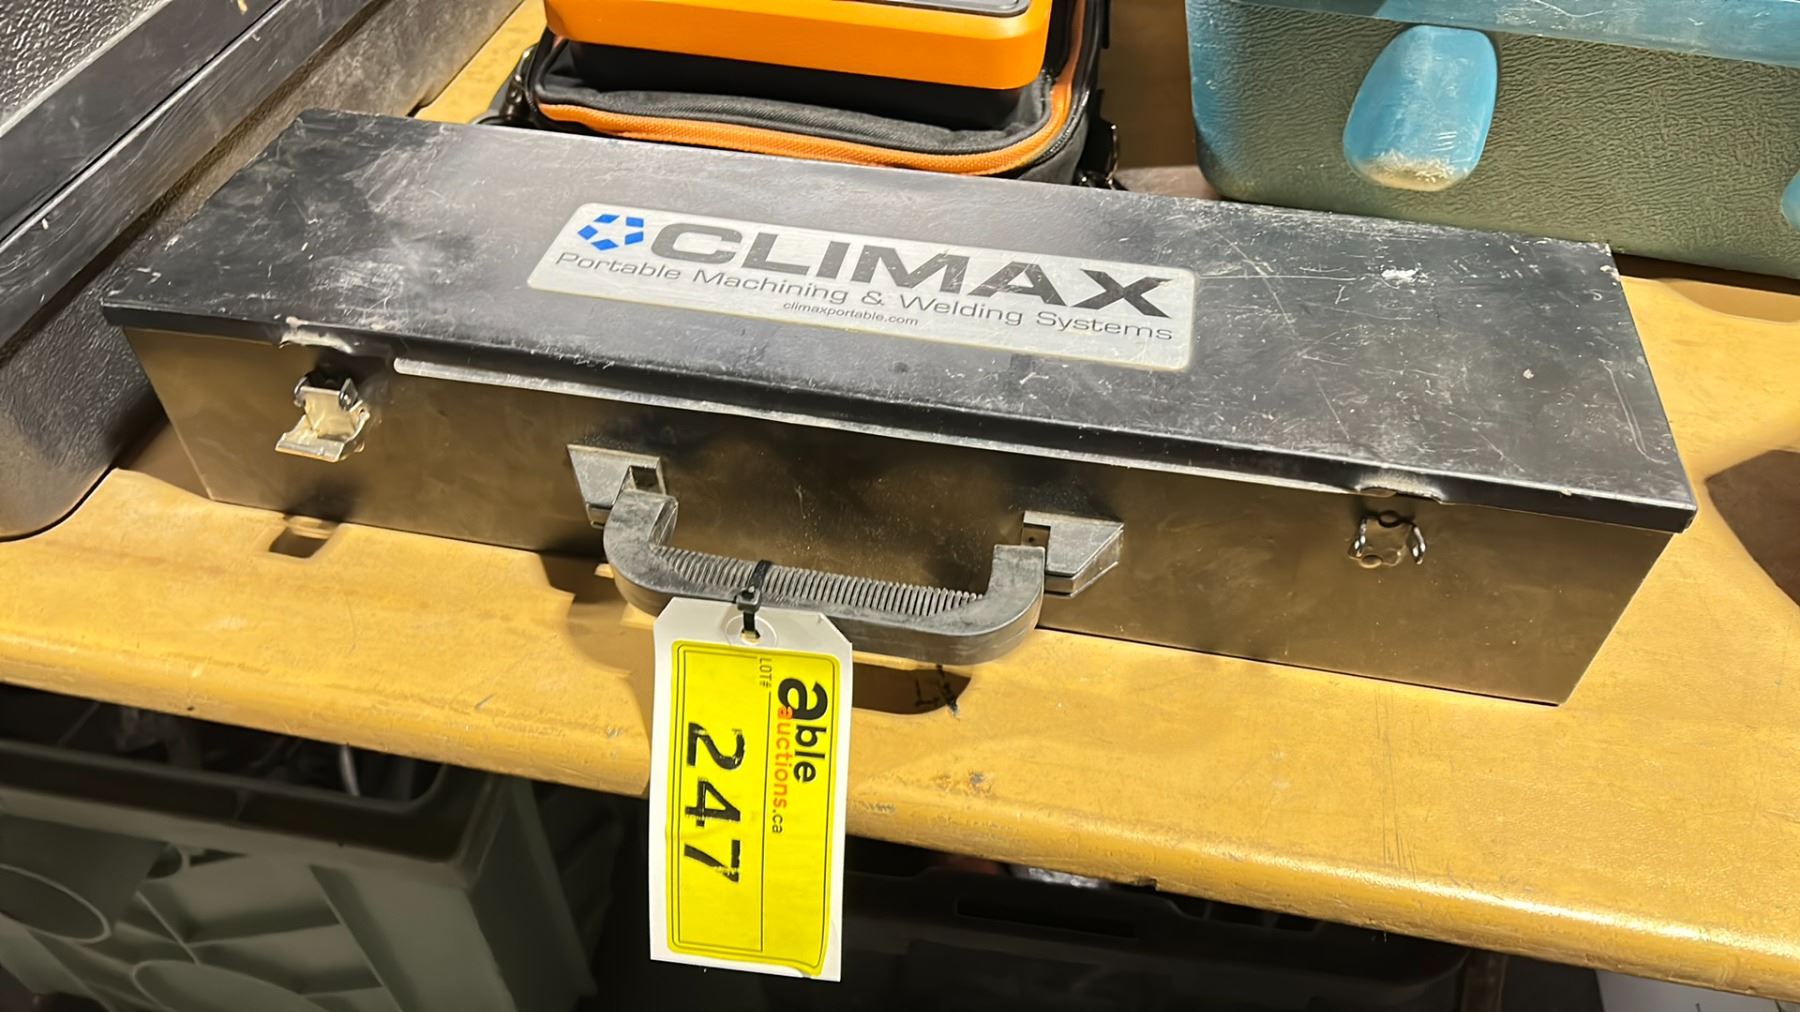 CLIMAX
Portable Machining & Welding Systems
climaxportable.com
able
auctions.ca
LOT#
247